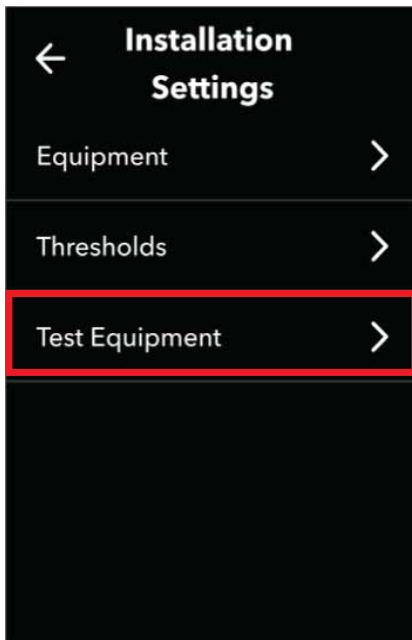 Installation
Settings
Equipment
Thresholds
Test Equipment